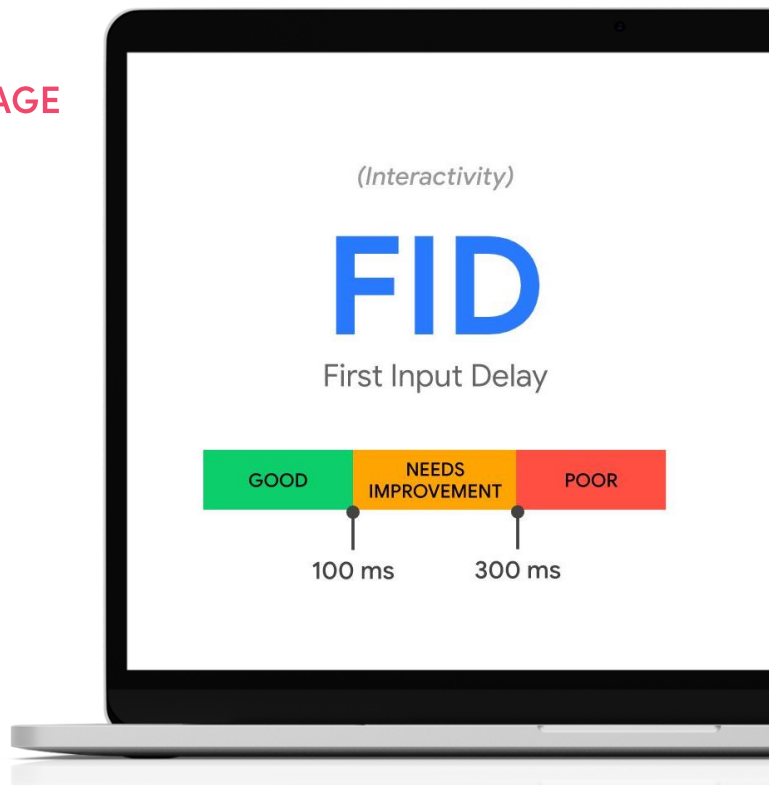 AGE
(Interactivity)
FID
First Input Delay
GOOD
NEEDS
IMPROVEMENT
POOR
100 ms
300 ms